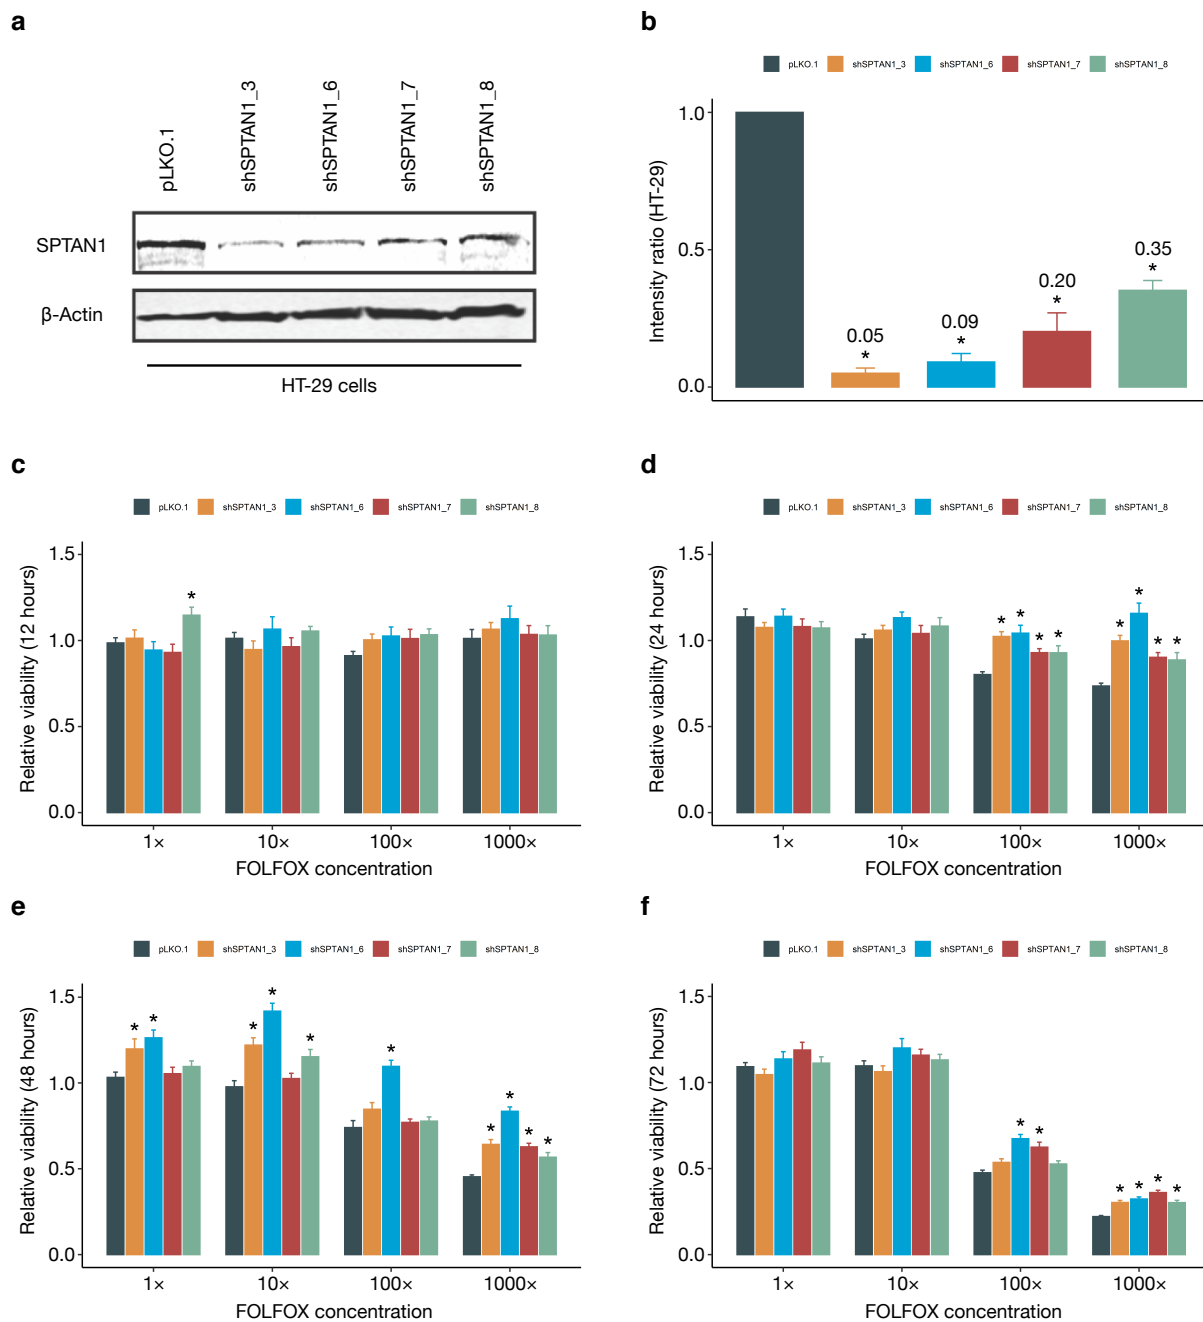 a
pLKO.1
shSPTAN1_3
shSPTAN1_6
shSPTAN1_7
shSPTAN1_8
SPTAN1
β-Actin
HT-29 cells
b
pLKO.1 shSPTAN1_3 shSPTAN1_6 shSPTAN1_7 shSPTAN1_8
Intensity ratio (HT-29)
1.0
0.5
0.0
0.05
*
0.09
*
0.20
*
0.35
*
c
pLKO.1 shSPTAN1_3 shSPTAN1_6 shSPTAN1_7 shSPTAN1_8
Relative viability (12 hours)
1.5
1.0
0.5
0.0
*
1× 10× 100× 1000×
FOLFOX concentration
d
pLKO.1 shSPTAN1_3 shSPTAN1_6 shSPTAN1_7 shSPTAN1_8
Relative viability (24 hours)
1.5
1.0
0.5
0.0
* * * * * * * *
1× 10× 100× 1000×
FOLFOX concentration
e
pLKO.1 shSPTAN1_3 shSPTAN1_6 shSPTAN1_7 shSPTAN1_8
Relative viability (48 hours)
1.5
1.0
0.5
0.0
* * * * * * * * * *
1× 10× 100× 1000×
FOLFOX concentration
f
pLKO.1 shSPTAN1_3 shSPTAN1_6 shSPTAN1_7 shSPTAN1_8
Relative viability (72 hours)
1.5
1.0
0.5
0.0
* * * * * *
1× 10× 100× 1000×
FOLFOX concentration